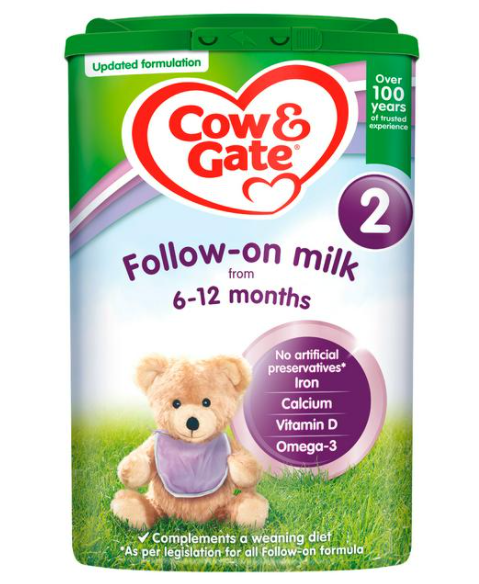 Updated formulation
Over
100
years
of trusted
experience
Cow&
Gate®
2
Follow-on milk
from
6-12 months
No artificial
preservatives*
Iron
Calcium
Vitamin D
Omega-3
✓Complements a weaning diet
*As per legislation for all Follow-on formula